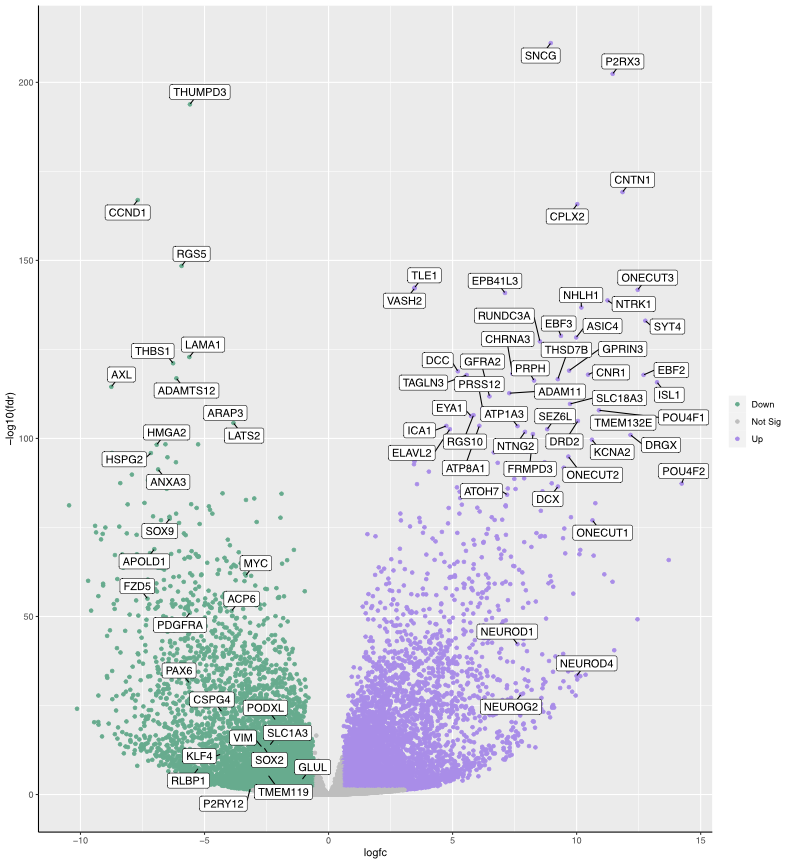 SNCG
P2RX3
200
THUMPD3
CNTN1
CCND1
CPLX2
RGS5
150
TLE1
EPB41L3
ONECUT3
VASH2
NHLH1
NTRK1
RUNDC3A
EBF3
ASIC4
SYT4
CHRNA3
THBS1
LAMA1
THSD7B
GPRIN3
DCC
GFRA2
PRPH
CNR1
EBF2
AXL
TAGLN3
PRSS12
ADAMTS12
ADAM11
ISL1
SLC18A3
ARAP3
EYA1
ATP1A3
SEZ6L
POU4F1
TMEM132E
HMGA2
LATS2
ICA1
100
RGS10
NTNG2
DRD2
DRGX
ELAVL2
KCNA2
HSPG2
ATP8A1
FRMPD3
POU4F2
ONECUT2
ANXA3
ATOH7
DCX
SOX9
ONECUT1
APOLD1
MYC
FZD5
ACP6
50
PDGFRA
NEUROD1
PAX6
NEUROD4
CSPG4
PODXL
NEUROG2
VIM
SLC1A3
KLF4
SOX2
GLUL
RLBP1
TMEM119
0
P2RY12
−10
−5
0
5
10
15
logfc
−log10(fdr)
Down
Not Sig
Up